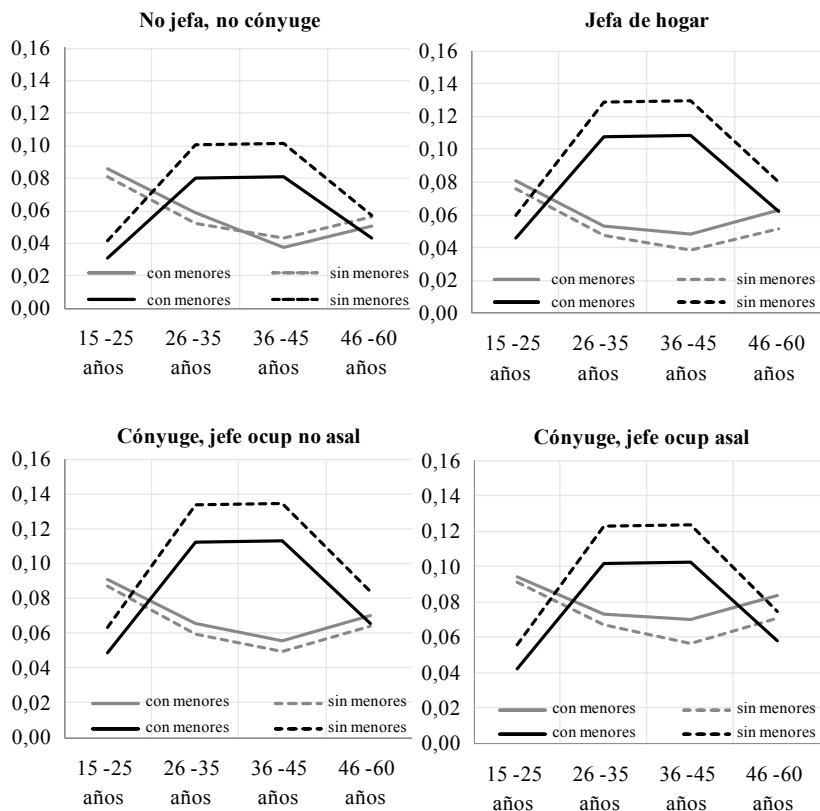 No jefa, no cónyuge
0,16
0,14
0,12
0,10
0,08
0,06
0,04
0,02
0,00
con menores
sin menores
con menores
sin menores
15 -25 años
26 -35 años
36 -45 años
46 -60 años
Jefa de hogar
0,16
0,14
0,12
0,10
0,08
0,06
0,04
0,02
0,00
con menores
sin menores
con menores
sin menores
15 -25 años
26 -35 años
36 -45 años
46 -60 años
Cónyuge, jefe ocup no asal
0,16
0,14
0,12
0,10
0,08
0,06
0,04
0,02
0,00
con menores
sin menores
con menores
sin menores
15 -25 años
26 -35 años
36 -45 años
46 -60 años
Cónyuge, jefe ocup asal
0,16
0,14
0,12
0,10
0,08
0,06
0,04
0,02
0,00
con menores
sin menores
con menores
sin menores
15 -25 años
26 -35 años
36 -45 años
46 -60 años